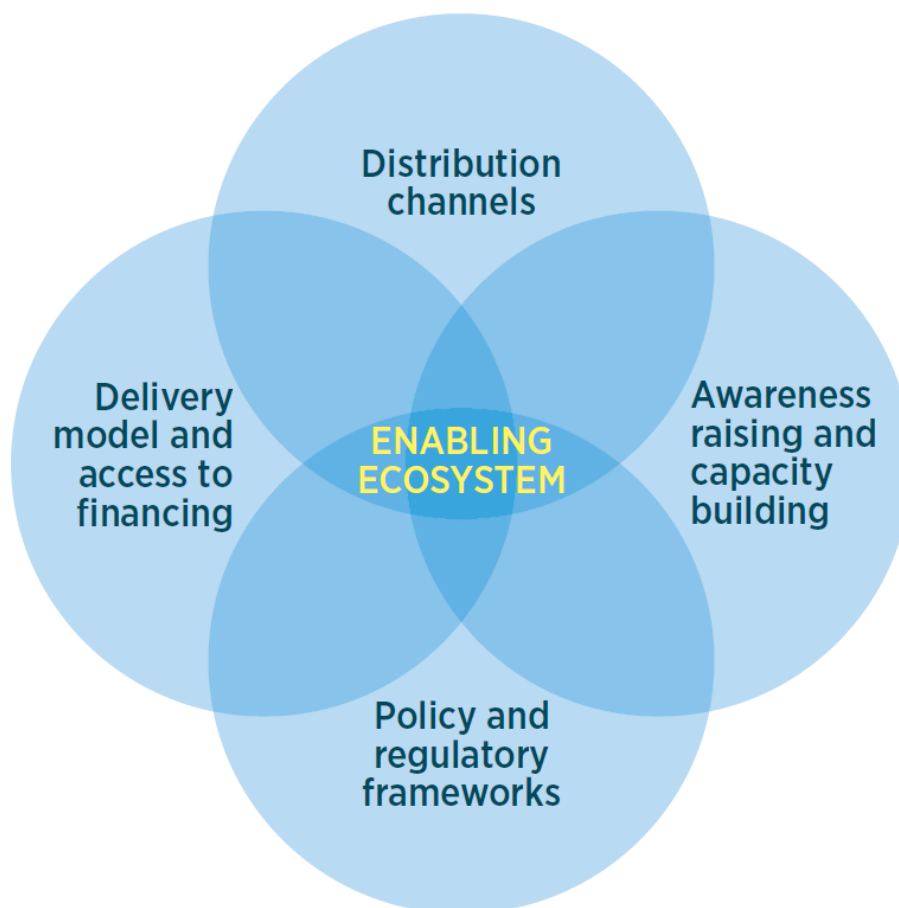 Distribution
channels
Delivery
model and
access to
financing
ENABLING
ECOSYSTEM
Awareness
raising and
capacity
building
Policy and
regulatory
frameworks